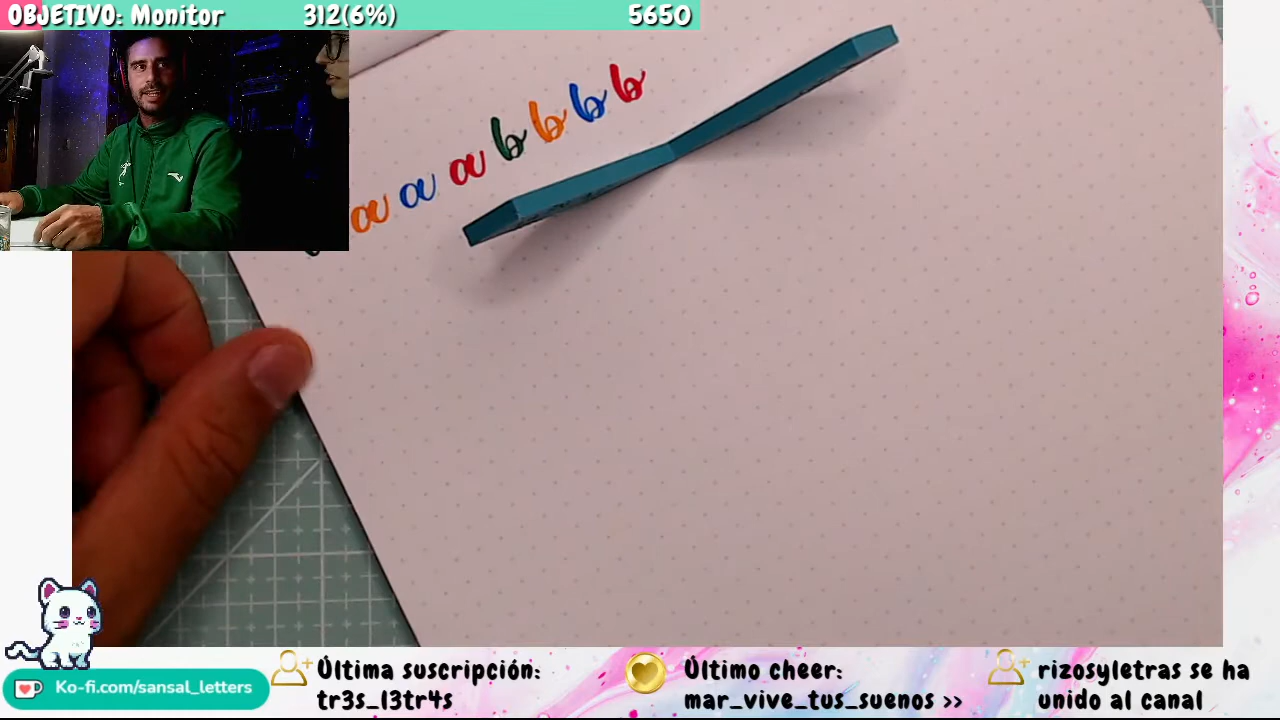 OBJETIVO: Monitor 312(6%) 5650
a a a b b b b
Ko-fi.com/sansal_letters
Última suscripción:
tr3s_l3tr4s
Último cheer:
mar_vive_tus_suenos >>
rizosyletras se ha
unido al canal